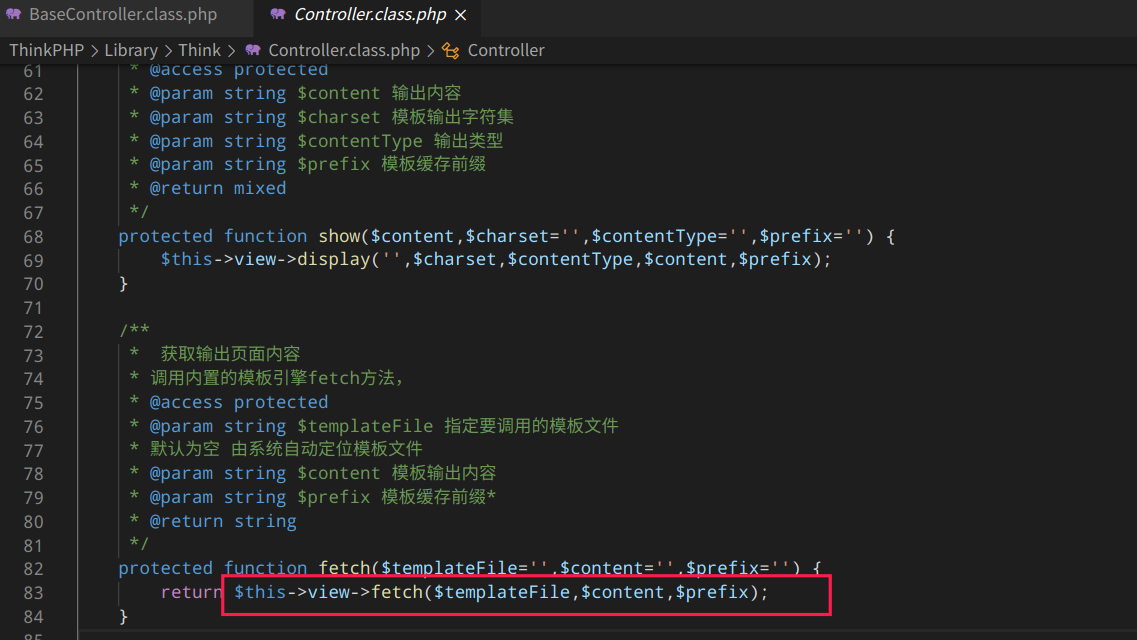 BaseController.class.php Controller.class.php ×
ThinkPHP > Library > Think > Controller.class.php > Controller
61 * @access protected
62 * @param string $content 输出内容
63 * @param string $charset 模板输出字符集
64 * @param string $contentType 输出类型
65 * @param string $prefix 模板缓存前缀
66 * @return mixed
67 */
68 protected function show($content,$charset='',$contentType='',$prefix='') {
69 $this->view->display('',$charset,$contentType,$content,$prefix);
70 }
71
72 /**
73 * 获取输出页面内容
74 * 调用内置的模板引擎fetch方法，
75 * @access protected
76 * @param string $templateFile 指定要调用的模板文件
77 * 默认为空 由系统自动定位模板文件
78 * @param string $content 模板输出内容
79 * @param string $prefix 模板缓存前缀*
80 * @return string
81 */
82 protected function fetch($templateFile='',$content='',$prefix='') {
83 return $this->view->fetch($templateFile,$content,$prefix);
84 }
85